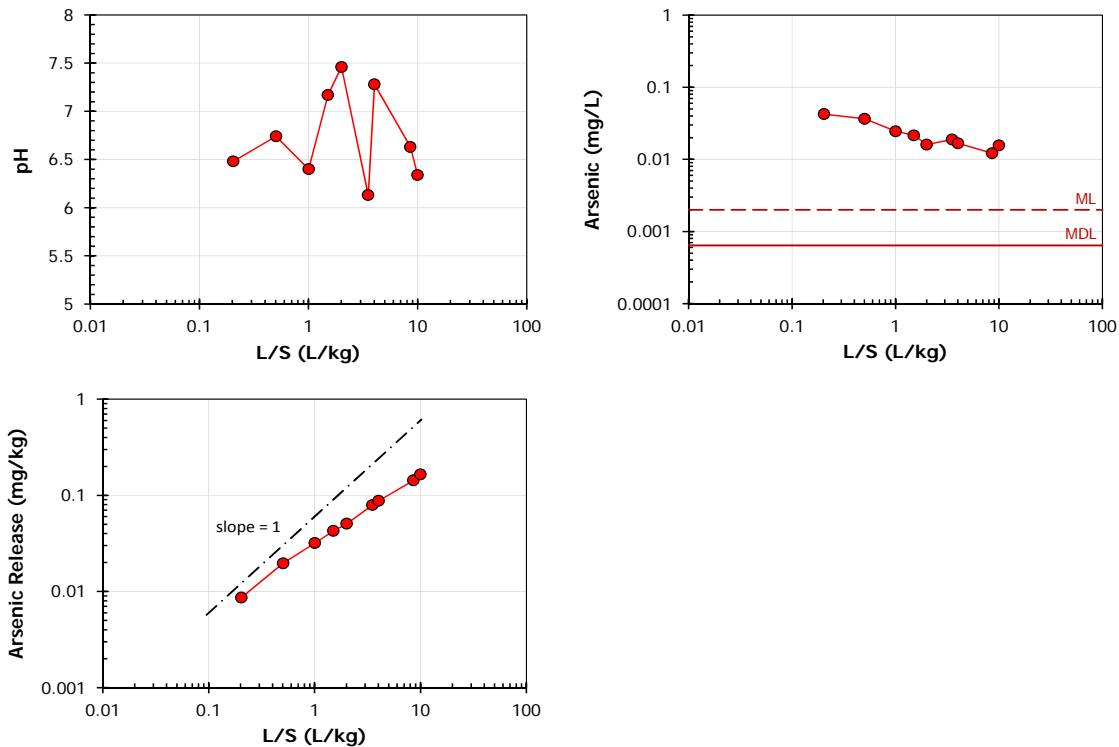 8
7.5
7
6.5
6
5.5
5
pH
0.01 0.1 1 10 100
L/S (L/kg)
1
0.1
0.01
0.001
0.0001
Arsenic (mg/L)
ML
MDL
0.01 0.1 1 10 100
L/S (L/kg)
1
0.1
0.01
0.001
Arsenic Release (mg/kg)
slope = 1
0.01 0.1 1 10 100
L/S (L/kg)